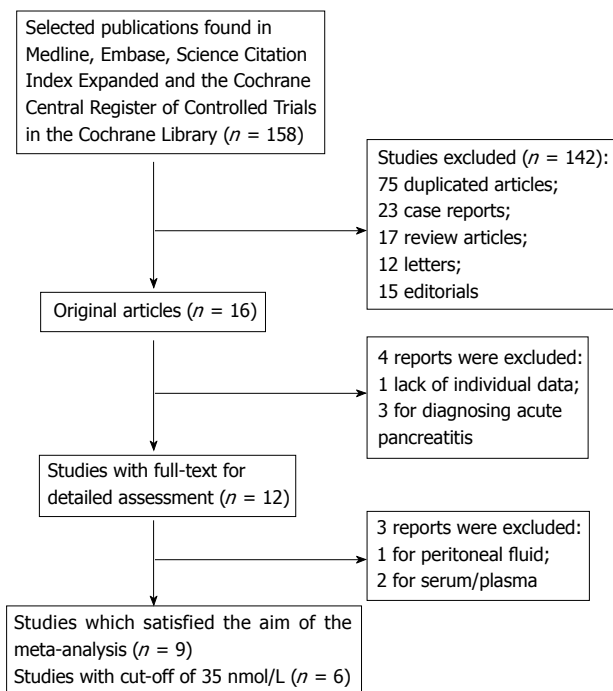 Selected publications found in
Medline, Embase, Science Citation
Index Expanded and the Cochrane
Central Register of Controlled Trials
in the Cochrane Library (n = 158)
Studies excluded (n = 142):
75 duplicated articles;
23 case reports;
17 review articles;
12 letters;
15 editorials
Original articles (n = 16)
4 reports were excluded:
1 lack of individual data;
3 for diagnosing acute
pancreatitis
Studies with full-text for
detailed assessment (n = 12)
3 reports were excluded:
1 for peritoneal fluid;
2 for serum/plasma
Studies which satisfied the aim of the
meta-analysis (n = 9)
Studies with cut-off of 35 nmol/L (n = 6)